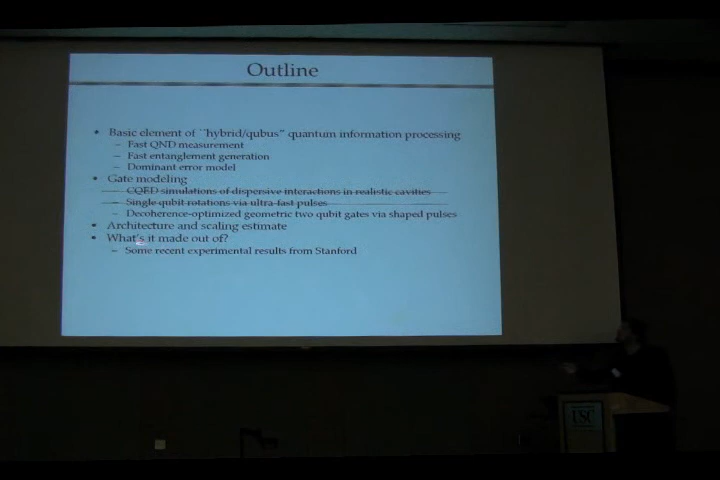 Outline
• Basic element of ``hybrid/qubus" quantum information processing
– Fast QND measurement
– Fast entanglement generation
– Dominant error model
• Gate modeling
– CQED simulations of dispersive interactions in realistic cavities
– Single qubit rotations via ultra-fast pulses
– Decoherence-optimized geometric two qubit gates via shaped pulses
• Architecture and scaling estimate
• What's it made out of?
– Some recent experimental results from Stanford
USC